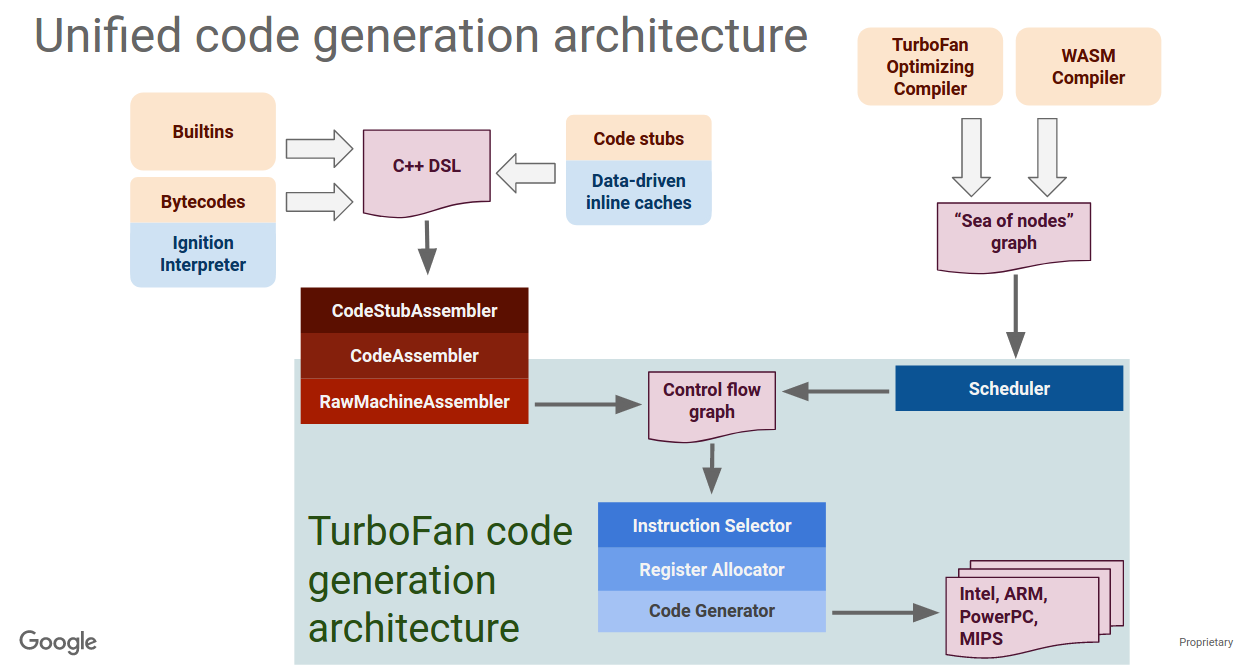 Unified code generation architecture
TurboFan
Optimizing
Compiler
WASM
Compiler
Builtins
Bytecodes
Ignition
Interpreter
C++ DSL
Code stubs
Data-driven
inline caches
“Sea of nodes”
graph
CodeStubAssembler
CodeAssembler
RawMachineAssembler
Control flow
graph
Scheduler
TurboFan code
generation
architecture
Instruction Selector
Register Allocator
Code Generator
Intel, ARM,
PowerPC,
MIPS
Google
Proprietary